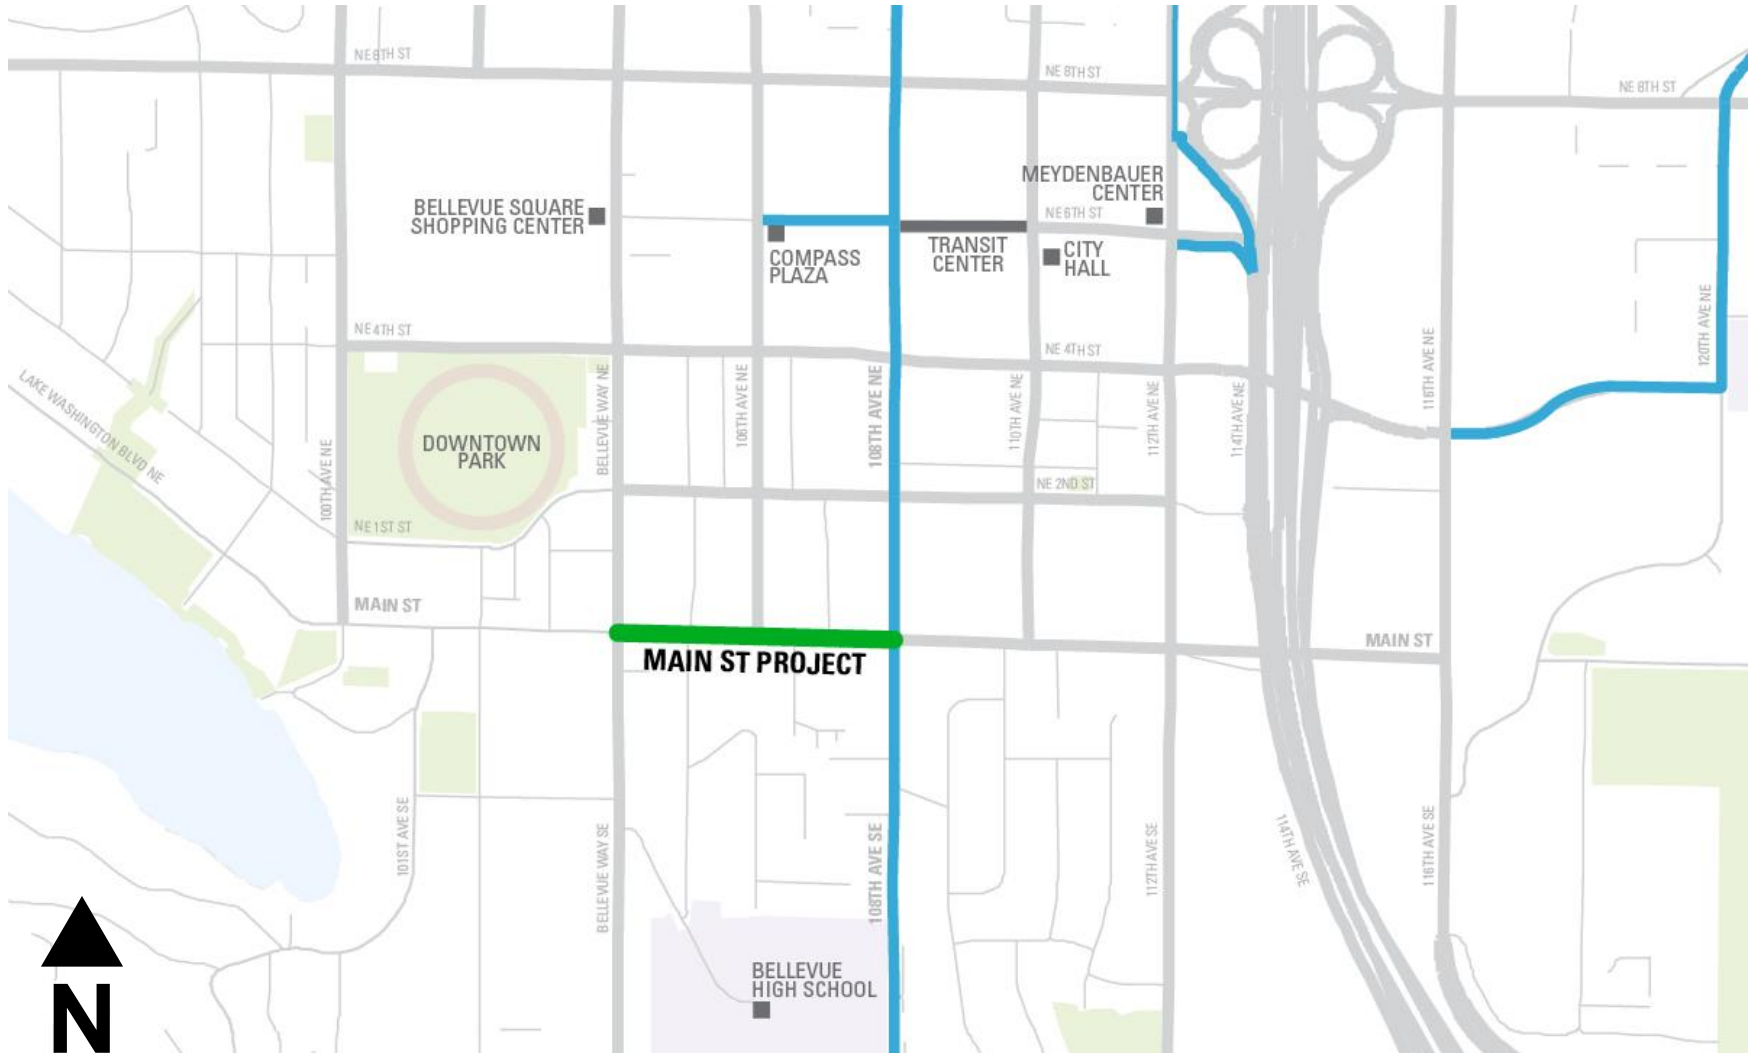 NE 8TH ST
NE 8TH ST
NE 8TH ST
MEYDENBAUER
CENTER
BELLEVUE SQUARE
SHOPPING CENTER
NE 6TH ST
TRANSIT
CENTER
CITY
HALL
COMPASS
PLAZA
NE 4TH ST
NE 4TH ST
LAKE WASHINGTON BLVD NE
100TH AVE NE
DOWNTOWN
PARK
BELLEVUE WAY NE
106TH AVE NE
108TH AVE NE
110TH AVE NE
112TH AVE NE
114TH AVE NE
116TH AVE NE
120TH AVE NE
NE 2ND ST
NE 1ST ST
MAIN ST
MAIN ST
MAIN ST PROJECT
101ST AVE SE
BELLEVUE WAY SE
108TH AVE SE
112TH AVE SE
114TH AVE SE
116TH AVE SE
BELLEVUE
HIGH SCHOOL
N